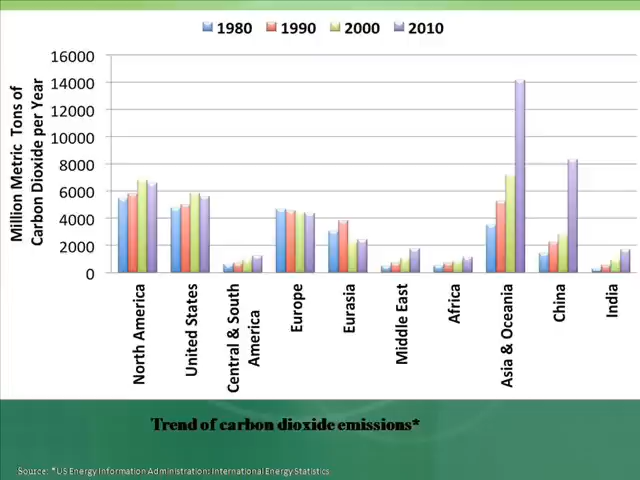 1980 1990 2000 2010
Million Metric Tons of
Carbon Dioxide per Year
16000
14000
12000
10000
8000
6000
4000
2000
0
North America
United States
Central & South
America
Europe
Eurasia
Middle East
Africa
Asia & Oceania
China
India
Trend of carbon dioxide emissions*
Source: *US Energy Information Administration: International Energy Statistics